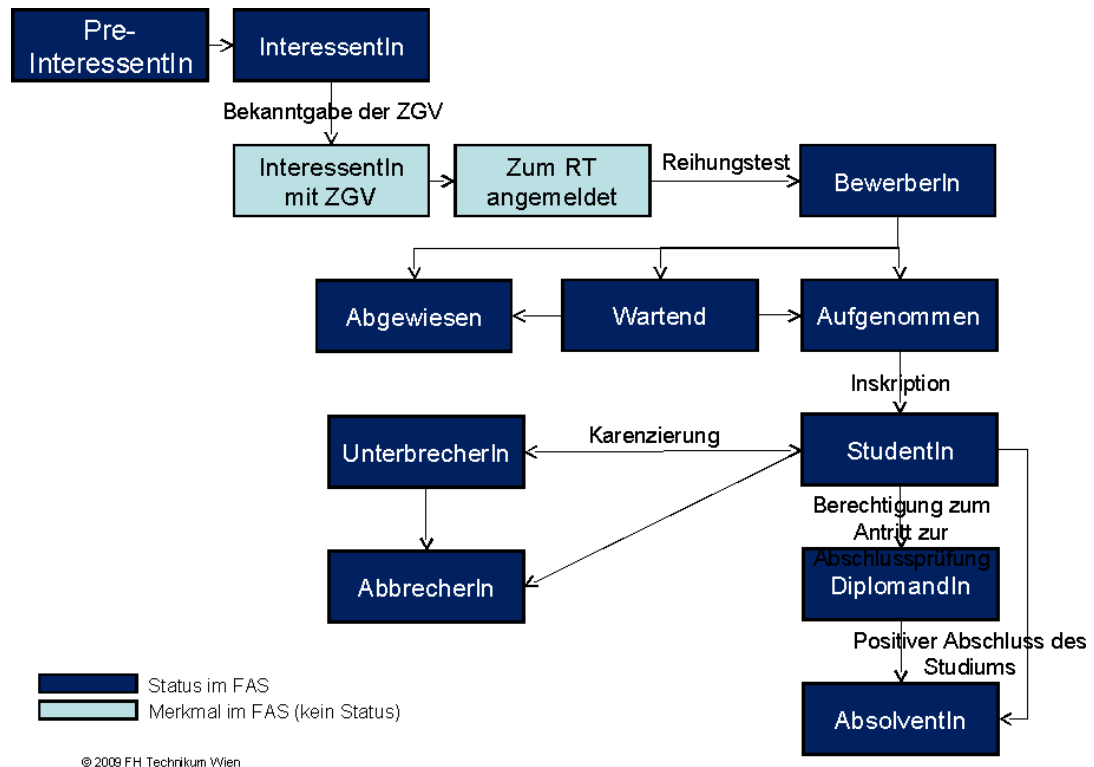 Pre-
InteressentIn
InteressentIn
Bekanntgabe der ZGV
InteressentIn
mit ZGV
Zum RT
angemeldet
Reihungstest
BewerberIn
Abgewiesen
Wartend
Aufgenommen
Inskription
UnterbrecherIn
Karenzierung
StudentIn
Berechtigung zum
Antritt zur
Abschlussprüfung
AbbrecherIn
DiplomandIn
Positiver Abschluss des
Studiums
Status im FAS
Merkmal im FAS (kein Status)
AbsolventIn
© 2009 FH Technikum Wien